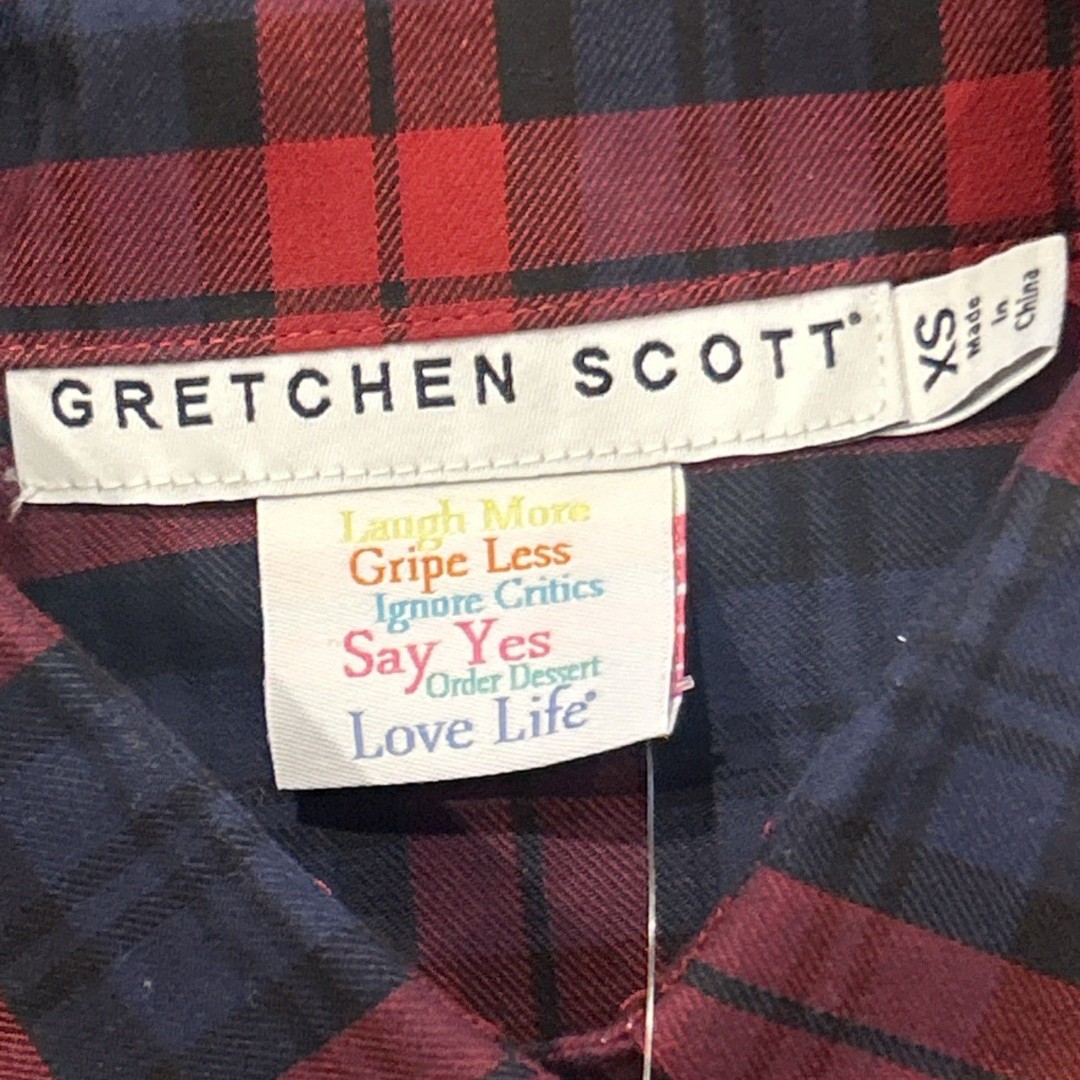 GRETCHEN SCOTT®
XS
Made
In
China
Laugh More
Gripe Less
Ignore Critics
Say Yes
Order Dessert
Love Life®